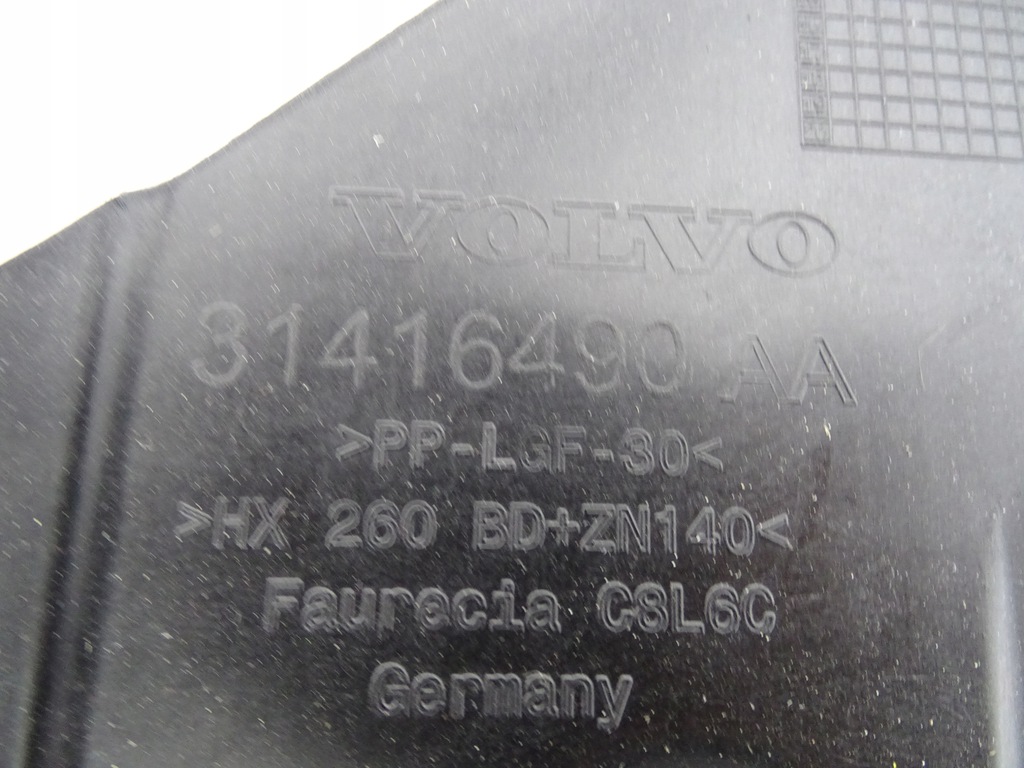 VOLVO
31416490 AA
>PP-LGF-30<
>HX 260 BD+ZN140<
Faurecia C8L6C
Germany